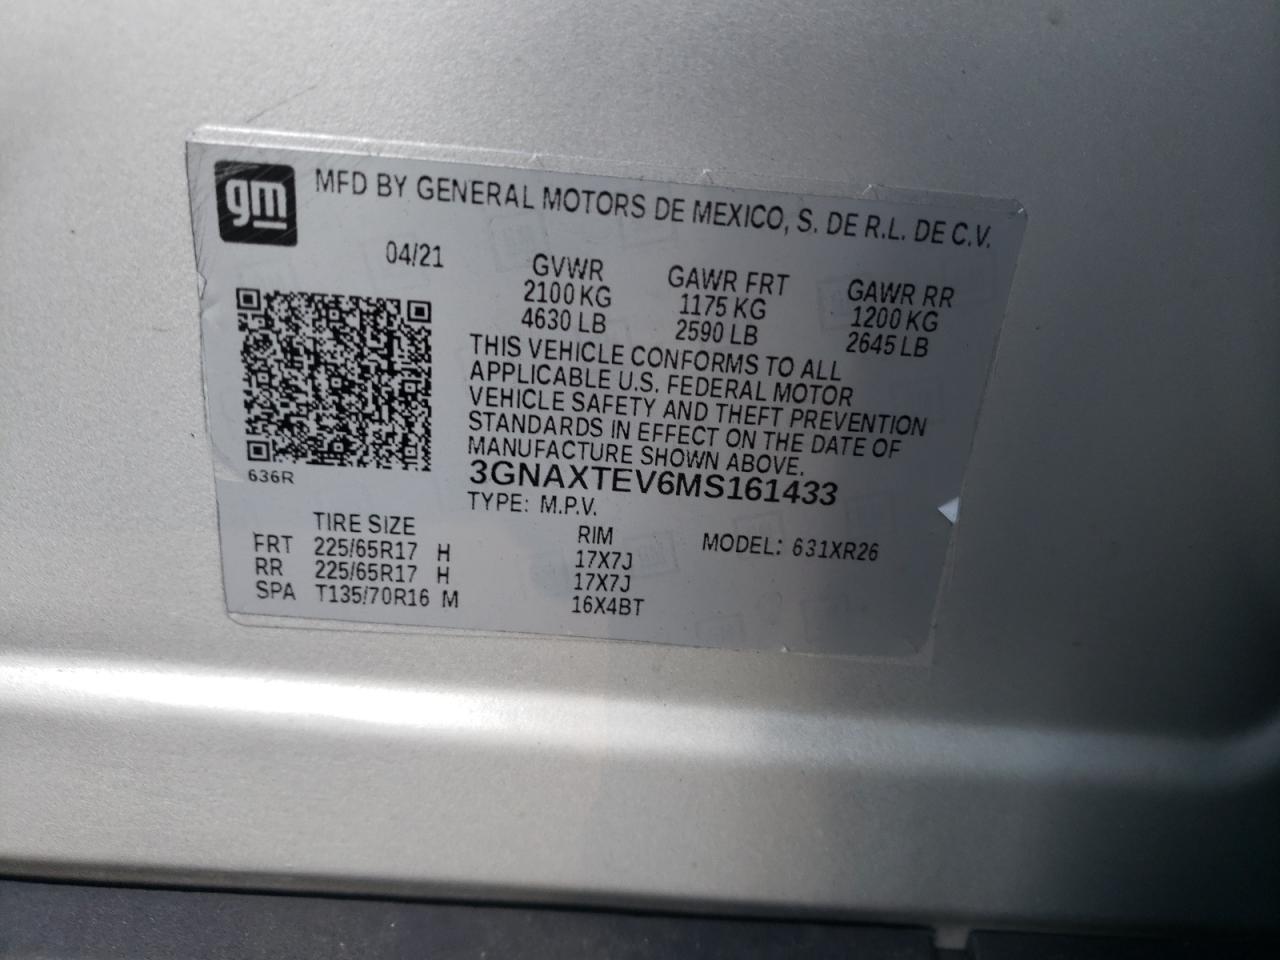 gm
MFD BY GENERAL MOTORS DE MEXICO, S. DE R.L. DE C.V.
04/21 GVWR GAWR FRT GAWR RR
2100 KG 1175 KG 1200 KG
4630 LB 2590 LB 2645 LB
THIS VEHICLE CONFORMS TO ALL
APPLICABLE U.S. FEDERAL MOTOR
VEHICLE SAFETY AND THEFT PREVENTION
STANDARDS IN EFFECT ON THE DATE OF
MANUFACTURE SHOWN ABOVE.
636R
3GNAXTEV6MS161433
TYPE: M.P.V.
TIRE SIZE RIM MODEL: 631XR26
FRT 225/65R17 H 17X7J
RR 225/65R17 H 17X7J
SPA T135/70R16 M 16X4BT